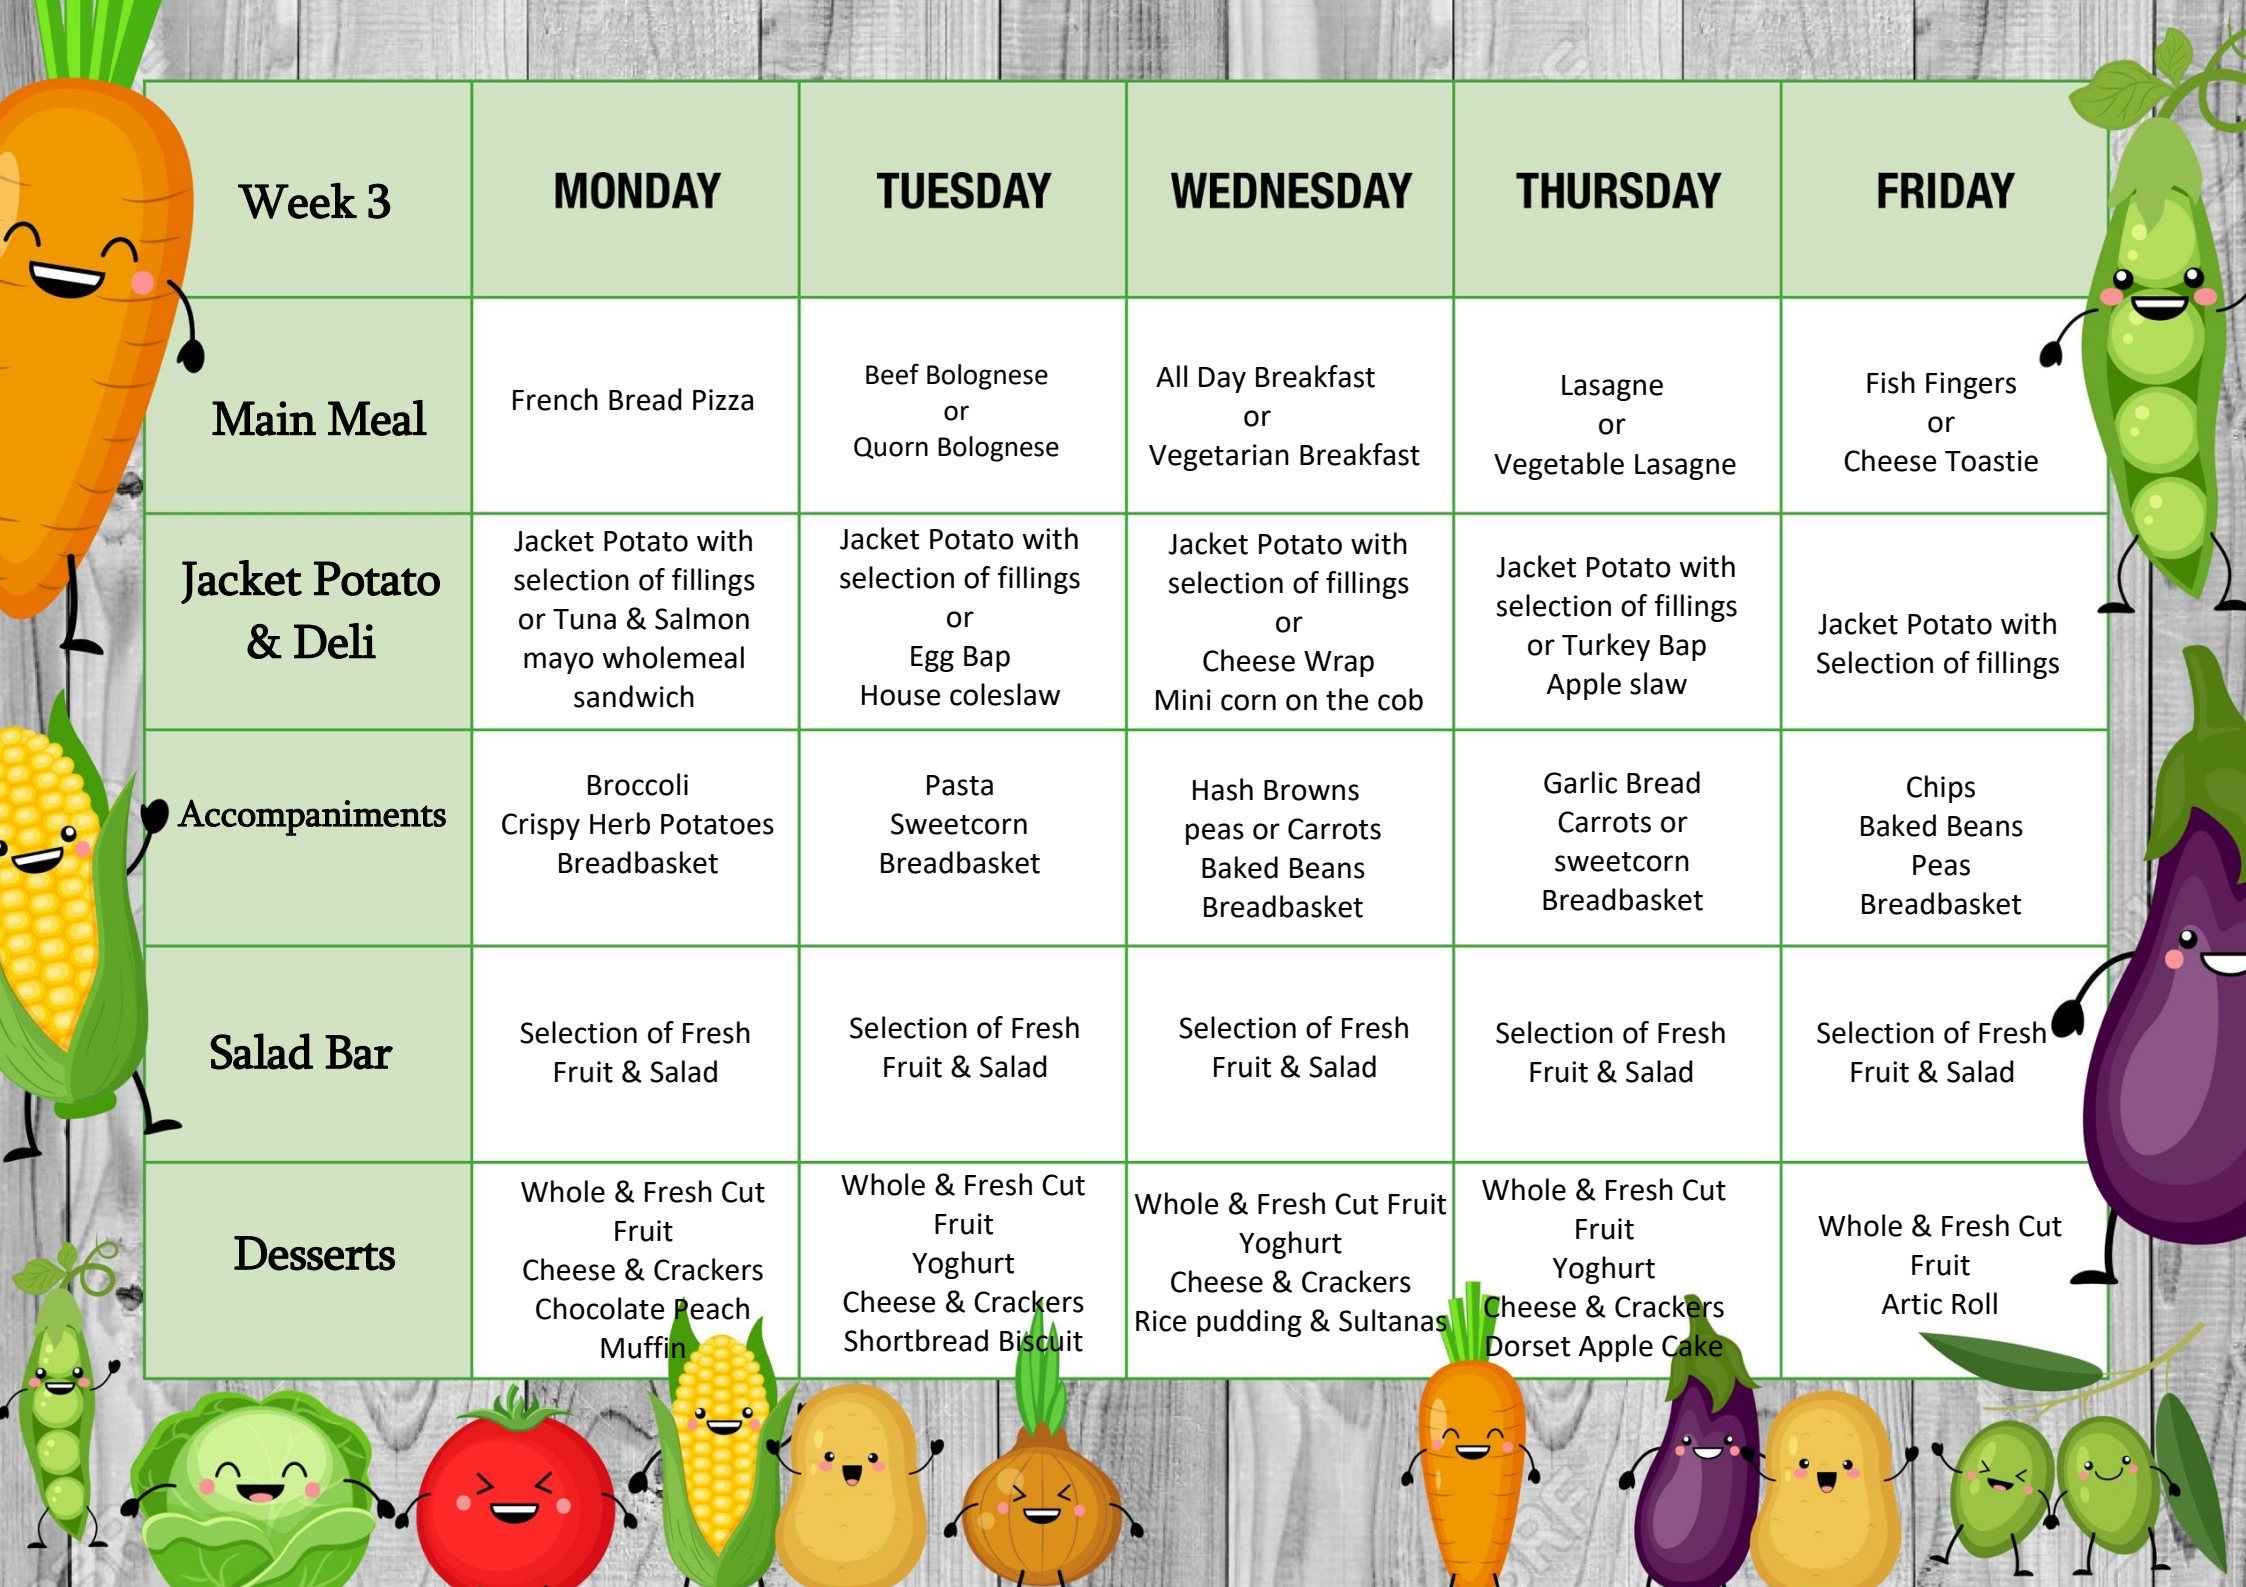 Week 3
MONDAY
TUESDAY
WEDNESDAY
THURSDAY
FRIDAY
Main Meal
French Bread Pizza
Beef Bolognese
or
Quorn Bolognese
All Day Breakfast
or
Vegetarian Breakfast
Lasagne
or
Vegetable Lasagne
Fish Fingers
or
Cheese Toastie
Jacket Potato
& Deli
Jacket Potato with
selection of fillings
or Tuna & Salmon
mayo wholemeal
sandwich
Jacket Potato with
selection of fillings
or
Egg Bap
House coleslaw
Jacket Potato with
selection of fillings
or
Cheese Wrap
Mini corn on the cob
Jacket Potato with
selection of fillings
or Turkey Bap
Apple slaw
Jacket Potato with
Selection of fillings
Accompaniments
Broccoli
Crispy Herb Potatoes
Breadbasket
Pasta
Sweetcorn
Breadbasket
Hash Browns
peas or Carrots
Baked Beans
Breadbasket
Garlic Bread
Carrots or
sweetcorn
Breadbasket
Chips
Baked Beans
Peas
Breadbasket
Salad Bar
Selection of Fresh
Fruit & Salad
Selection of Fresh
Fruit & Salad
Selection of Fresh
Fruit & Salad
Selection of Fresh
Fruit & Salad
Selection of Fresh
Fruit & Salad
Desserts
Whole & Fresh Cut
Fruit
Cheese & Crackers
Chocolate Peach
Muffin
Whole & Fresh Cut
Fruit
Yoghurt
Cheese & Crackers
Shortbread Biscuit
Whole & Fresh Cut Fruit
Yoghurt
Cheese & Crackers
Rice pudding & Sultanas
Whole & Fresh Cut
Fruit
Yoghurt
Cheese & Crackers
Dorset Apple Cake
Whole & Fresh Cut
Fruit
Artic Roll